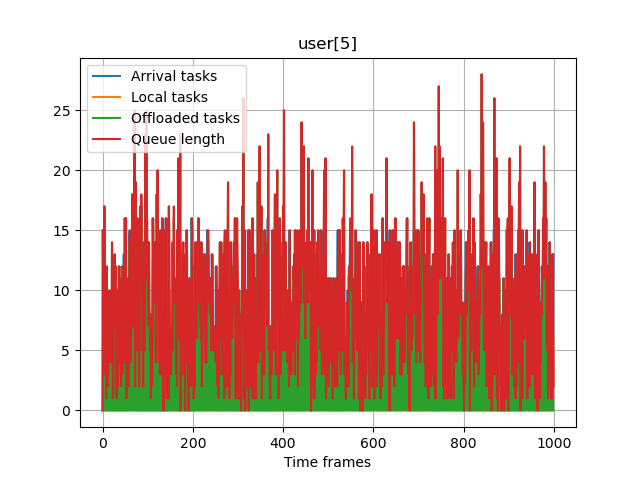 user[5]
Arrival tasks
Local tasks
Offloaded tasks
Queue length
25
20
15
10
5
0
0 200 400 600 800 1000
Time frames